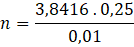 n = 3,8416 . 0,25 / 0,01